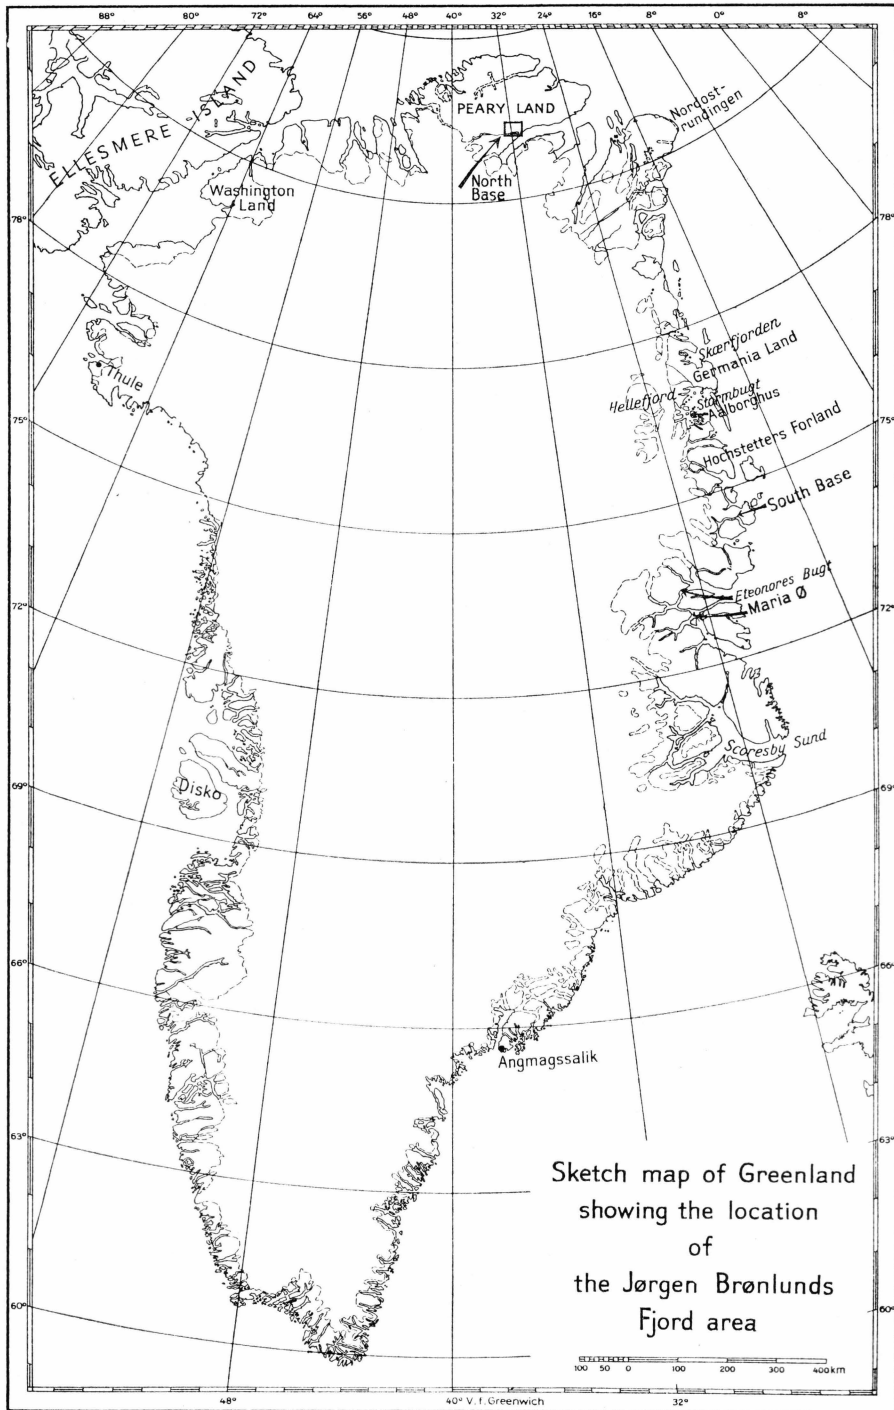 88° 80° 72° 64° 56° 48° 40° 32° 24° 16° 8° 0° 8°
PEARY LAND
ELLESMERE ISLAND
Nordost-
rundingen
North
Base
Washington
Land
78° 78°
Skærfjorden
Germania Land
Thule
Hellefjord
Stormbugt
Aalborghus
75° 75°
Hochstetters Forland
South Base
Eleonores Bugt
Maria Ø
72° 72°
Scoresby Sund
Disko
69° 69°
66° 66°
Angmagssalik
63° 63°
Sketch map of Greenland
showing the location
of
the Jørgen Brønlunds
Fjord area
60° 60°
100 50 0 100 200 300 400km
48° 40° V. f. Greenwich 32°